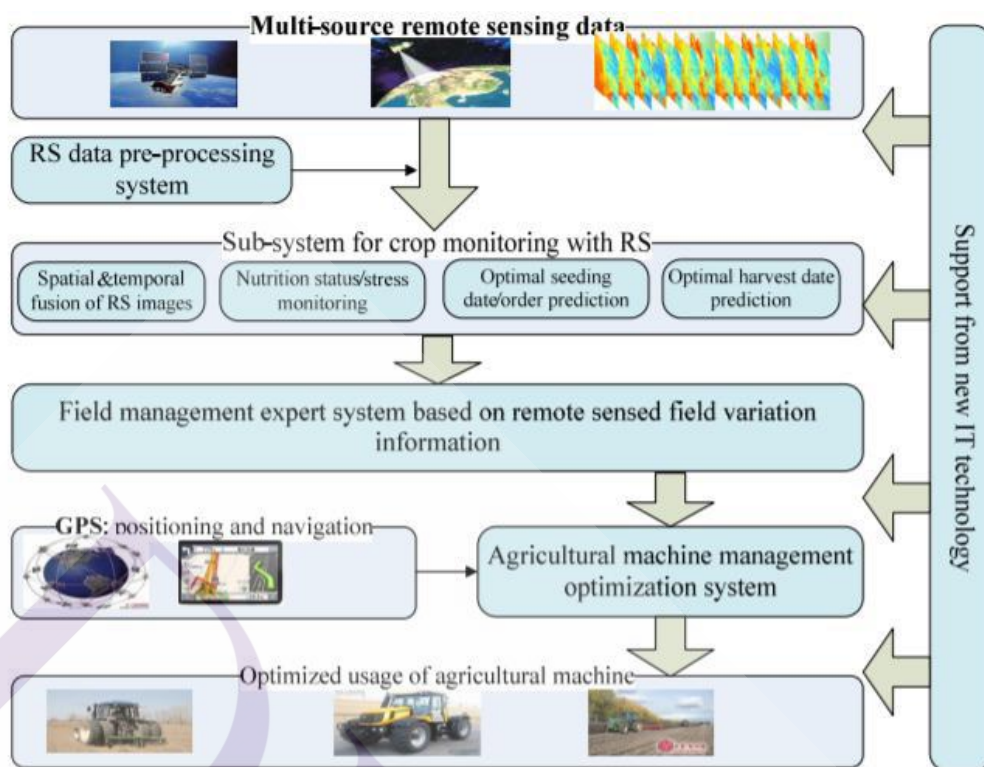 Multi-source remote sensing data
RS data pre-processing
system
Sub-system for crop monitoring with RS
Spatial &temporal
fusion of RS images
Nutrition status/stress
monitoring
Optimal seeding
date/order prediction
Optimal harvest date
prediction
Field management expert system based on remote sensed field variation
information
GPS: positioning and navigation
Agricultural machine management
optimization system
Optimized usage of agricultural machine
Support from new IT technology